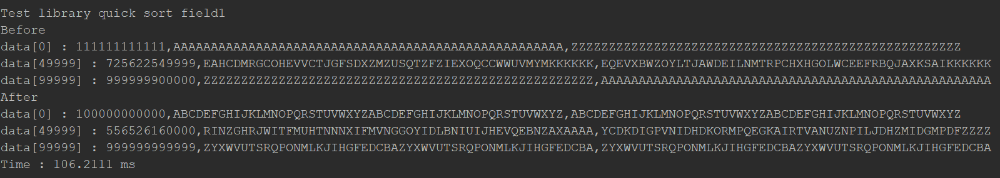 Test library quick sort field1
Before
data[0] : 111111111111,AAAAAAAAAAAAAAAAAAAAAAAAAAAAAAAAAAAAAAAAAAAAAAAAAAAA,ZZZZZZZZZZZZZZZZZZZZZZZZZZZZZZZZZZZZZZZZZZZZZZZZZZZZ
data[49999] : 725622549999,EAHCDMRGCOHEVVCTJGFSDXZMZUSQTZFZIEXOQCCWWUVMYMKKKKKK,EQEVXBWZOYLTJAWDEILNMTRPCHXHGOLWCEEFRBQJAXKSAIKKKKKK
data[99999] : 999999900000,ZZZZZZZZZZZZZZZZZZZZZZZZZZZZZZZZZZZZZZZZZZZZZZZZZZZZ,AAAAAAAAAAAAAAAAAAAAAAAAAAAAAAAAAAAAAAAAAAAAAAAAAAAA
After
data[0] : 100000000000,ABCDEFGHIJKLMNOPQRSTUVWXYZABCDEFGHIJKLMNOPQRSTUVWXYZ,ABCDEFGHIJKLMNOPQRSTUVWXYZABCDEFGHIJKLMNOPQRSTUVWXYZ
data[49999] : 556526160000,RINZGHRJWITFMUHTNNNXIFMVNGGOYIDLBNIUIJHEVQEBNZAXAAAA,YCDKDIGPVNIDHDKORMPQEGKAIRTVANUZNPILJDHZMIDGMPDFZZZZ
data[99999] : 999999999999,ZYXWVUTSRQPONMLKJIHGFEDCBAZYXWVUTSRQPONMLKJIHGFEDCBA,ZYXWVUTSRQPONMLKJIHGFEDCBAZYXWVUTSRQPONMLKJIHGFEDCBA
Time : 106.2111 ms